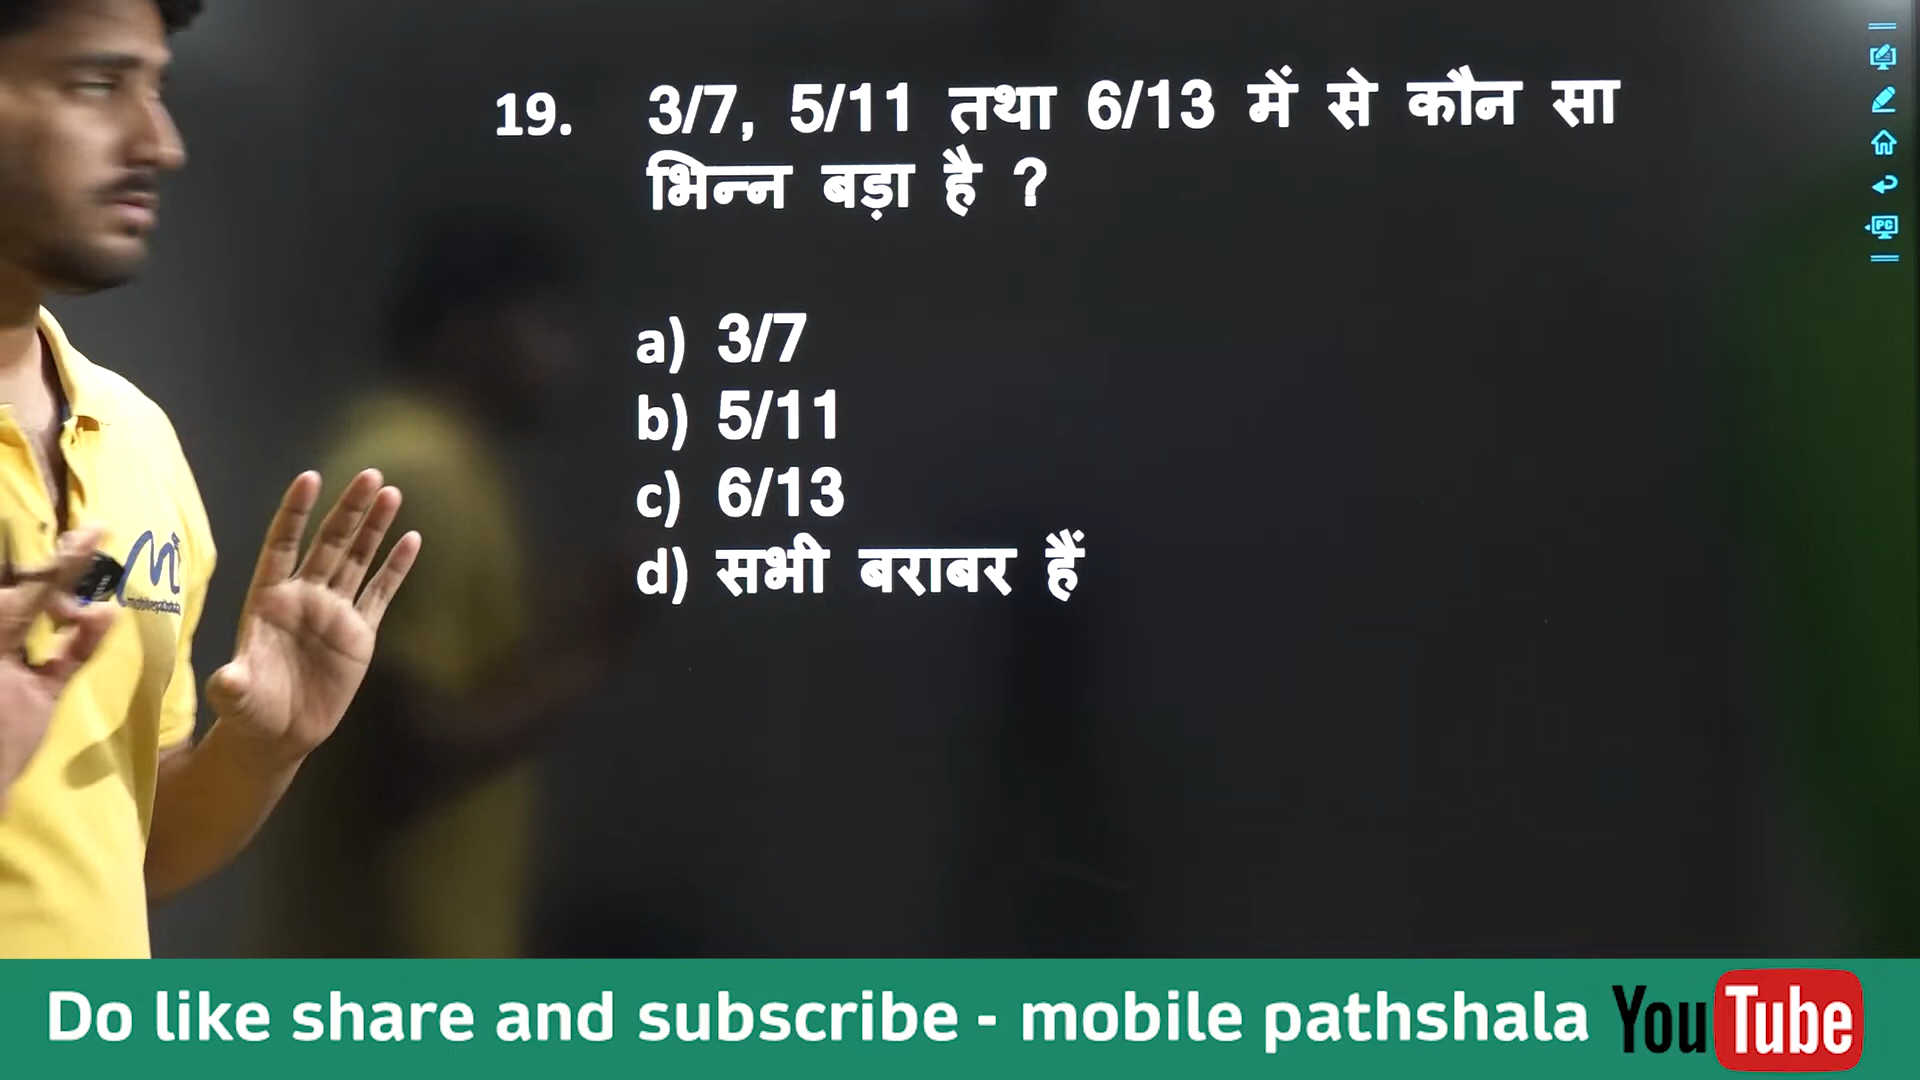 19. 3/7, 5/11 तथा 6/13 में से कौन सा
भिन्न बड़ा है ?
a) 3/7
b) 5/11
c) 6/13
d) सभी बराबर हैं
PC
Do like share and subscribe - mobile pathshala YouTube